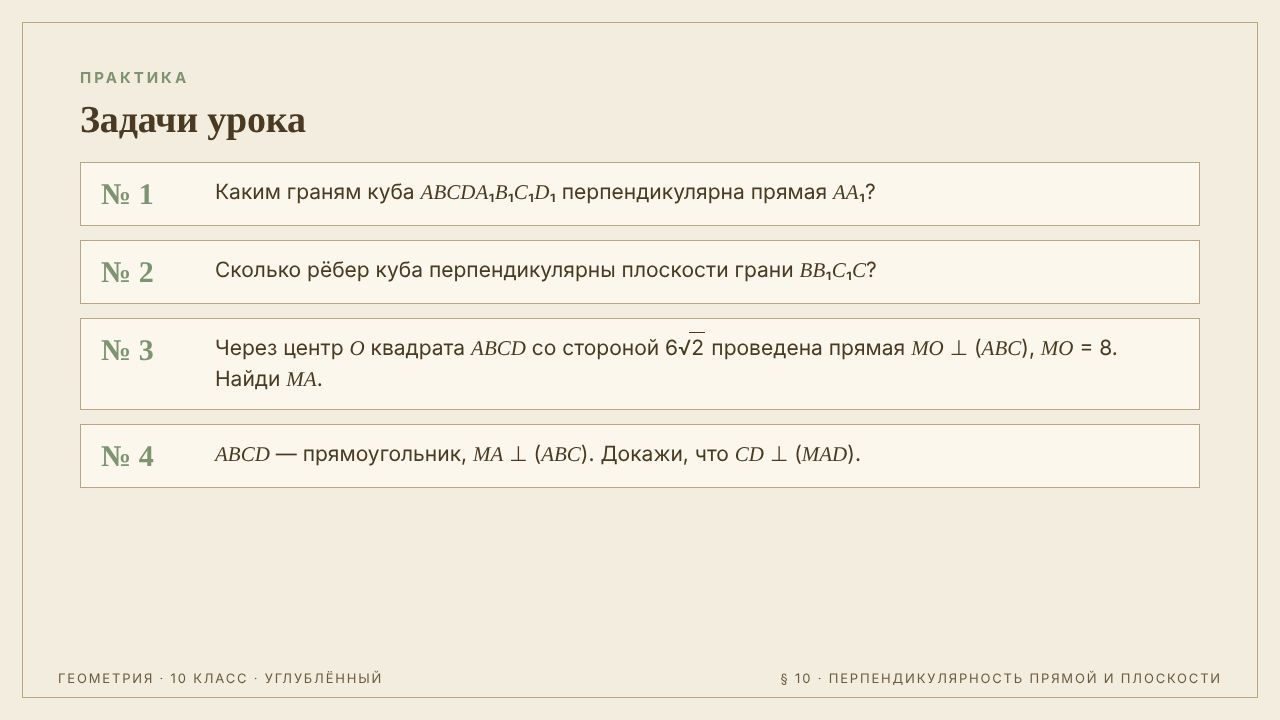 ПРАКТИКА
Задачи урока
№ 1 Каким граням куба ABCDA₁B₁C₁D₁ перпендикулярна прямая AA₁?
№ 2 Сколько рёбер куба перпендикулярны плоскости грани BB₁C₁C?
№ 3 Через центр O квадрата ABCD со стороной 6√2 проведена прямая MO ⊥ (ABC), MO = 8.
Найди MA.
№ 4 ABCD — прямоугольник, MA ⊥ (ABC). Докажи, что CD ⊥ (MAD).
ГЕОМЕТРИЯ · 10 КЛАСС · УГЛУБЛЁННЫЙ
§ 10 · ПЕРПЕНДИКУЛЯРНОСТЬ ПРЯМОЙ И ПЛОСКОСТИ